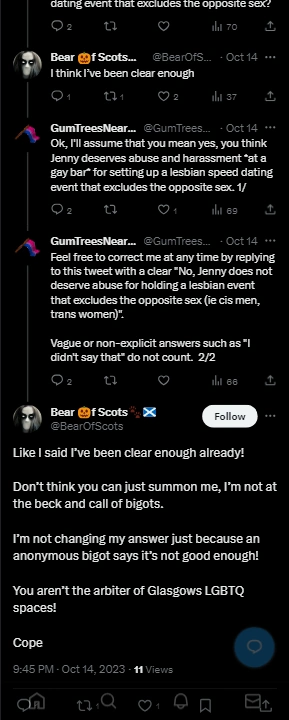 dating event that excludes the opposite sex?
2 70
Bear 🎃f Scots... @BearOfS... · Oct 14
I think I've been clear enough
1 1 2 37
GumTreesNear... @GumTrees... · Oct 14
Ok, I'll assume that you mean yes, you think
Jenny deserves abuse and harassment *at a
gay bar* for setting up a lesbian speed dating
event that excludes the opposite sex. 1/
2 1 69
GumTreesNear... @GumTrees... · Oct 14
Feel free to correct me at any time by replying
to this tweet with a clear "No, Jenny does not
deserve abuse for holding a lesbian event
that excludes the opposite sex (ie cis men,
trans women)".
Vague or non-explicit answers such as "I
didn't say that" do not count. 2/2
2 66
Bear 🎃f Scots 🐾🏴󠁧󠁢󠁳󠁣󠁴󠁿
@BearOfScots
Follow
Like I said I've been clear enough already!
Don't think you can just summon me, I'm not at
the beck and call of bigots.
I'm not changing my answer just because an
anonymous bigot says it's not good enough!
You aren't the arbiter of Glasgows LGBTQ
spaces!
Cope
9:45 PM · Oct 14, 2023 · 11 Views
1 1